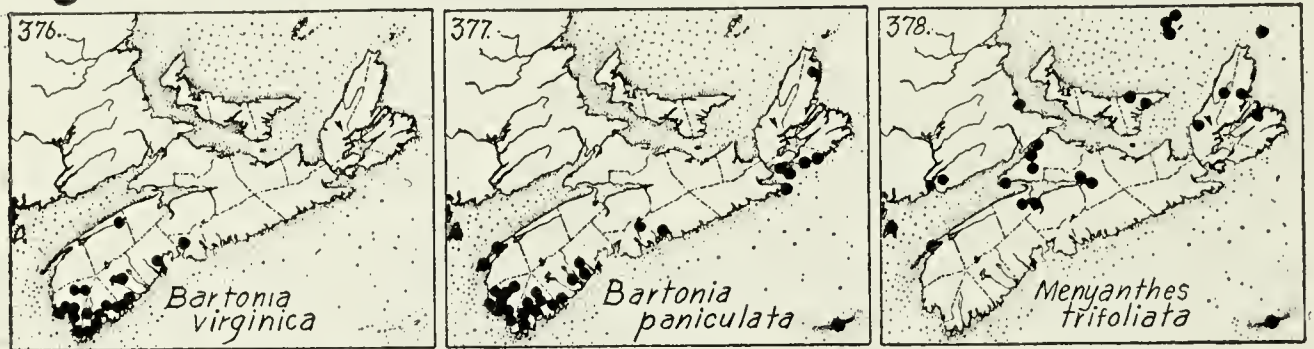 376.
Bartonia
virginica
377.
Bartonia
paniculata
378.
Menyanthes
trifoliata